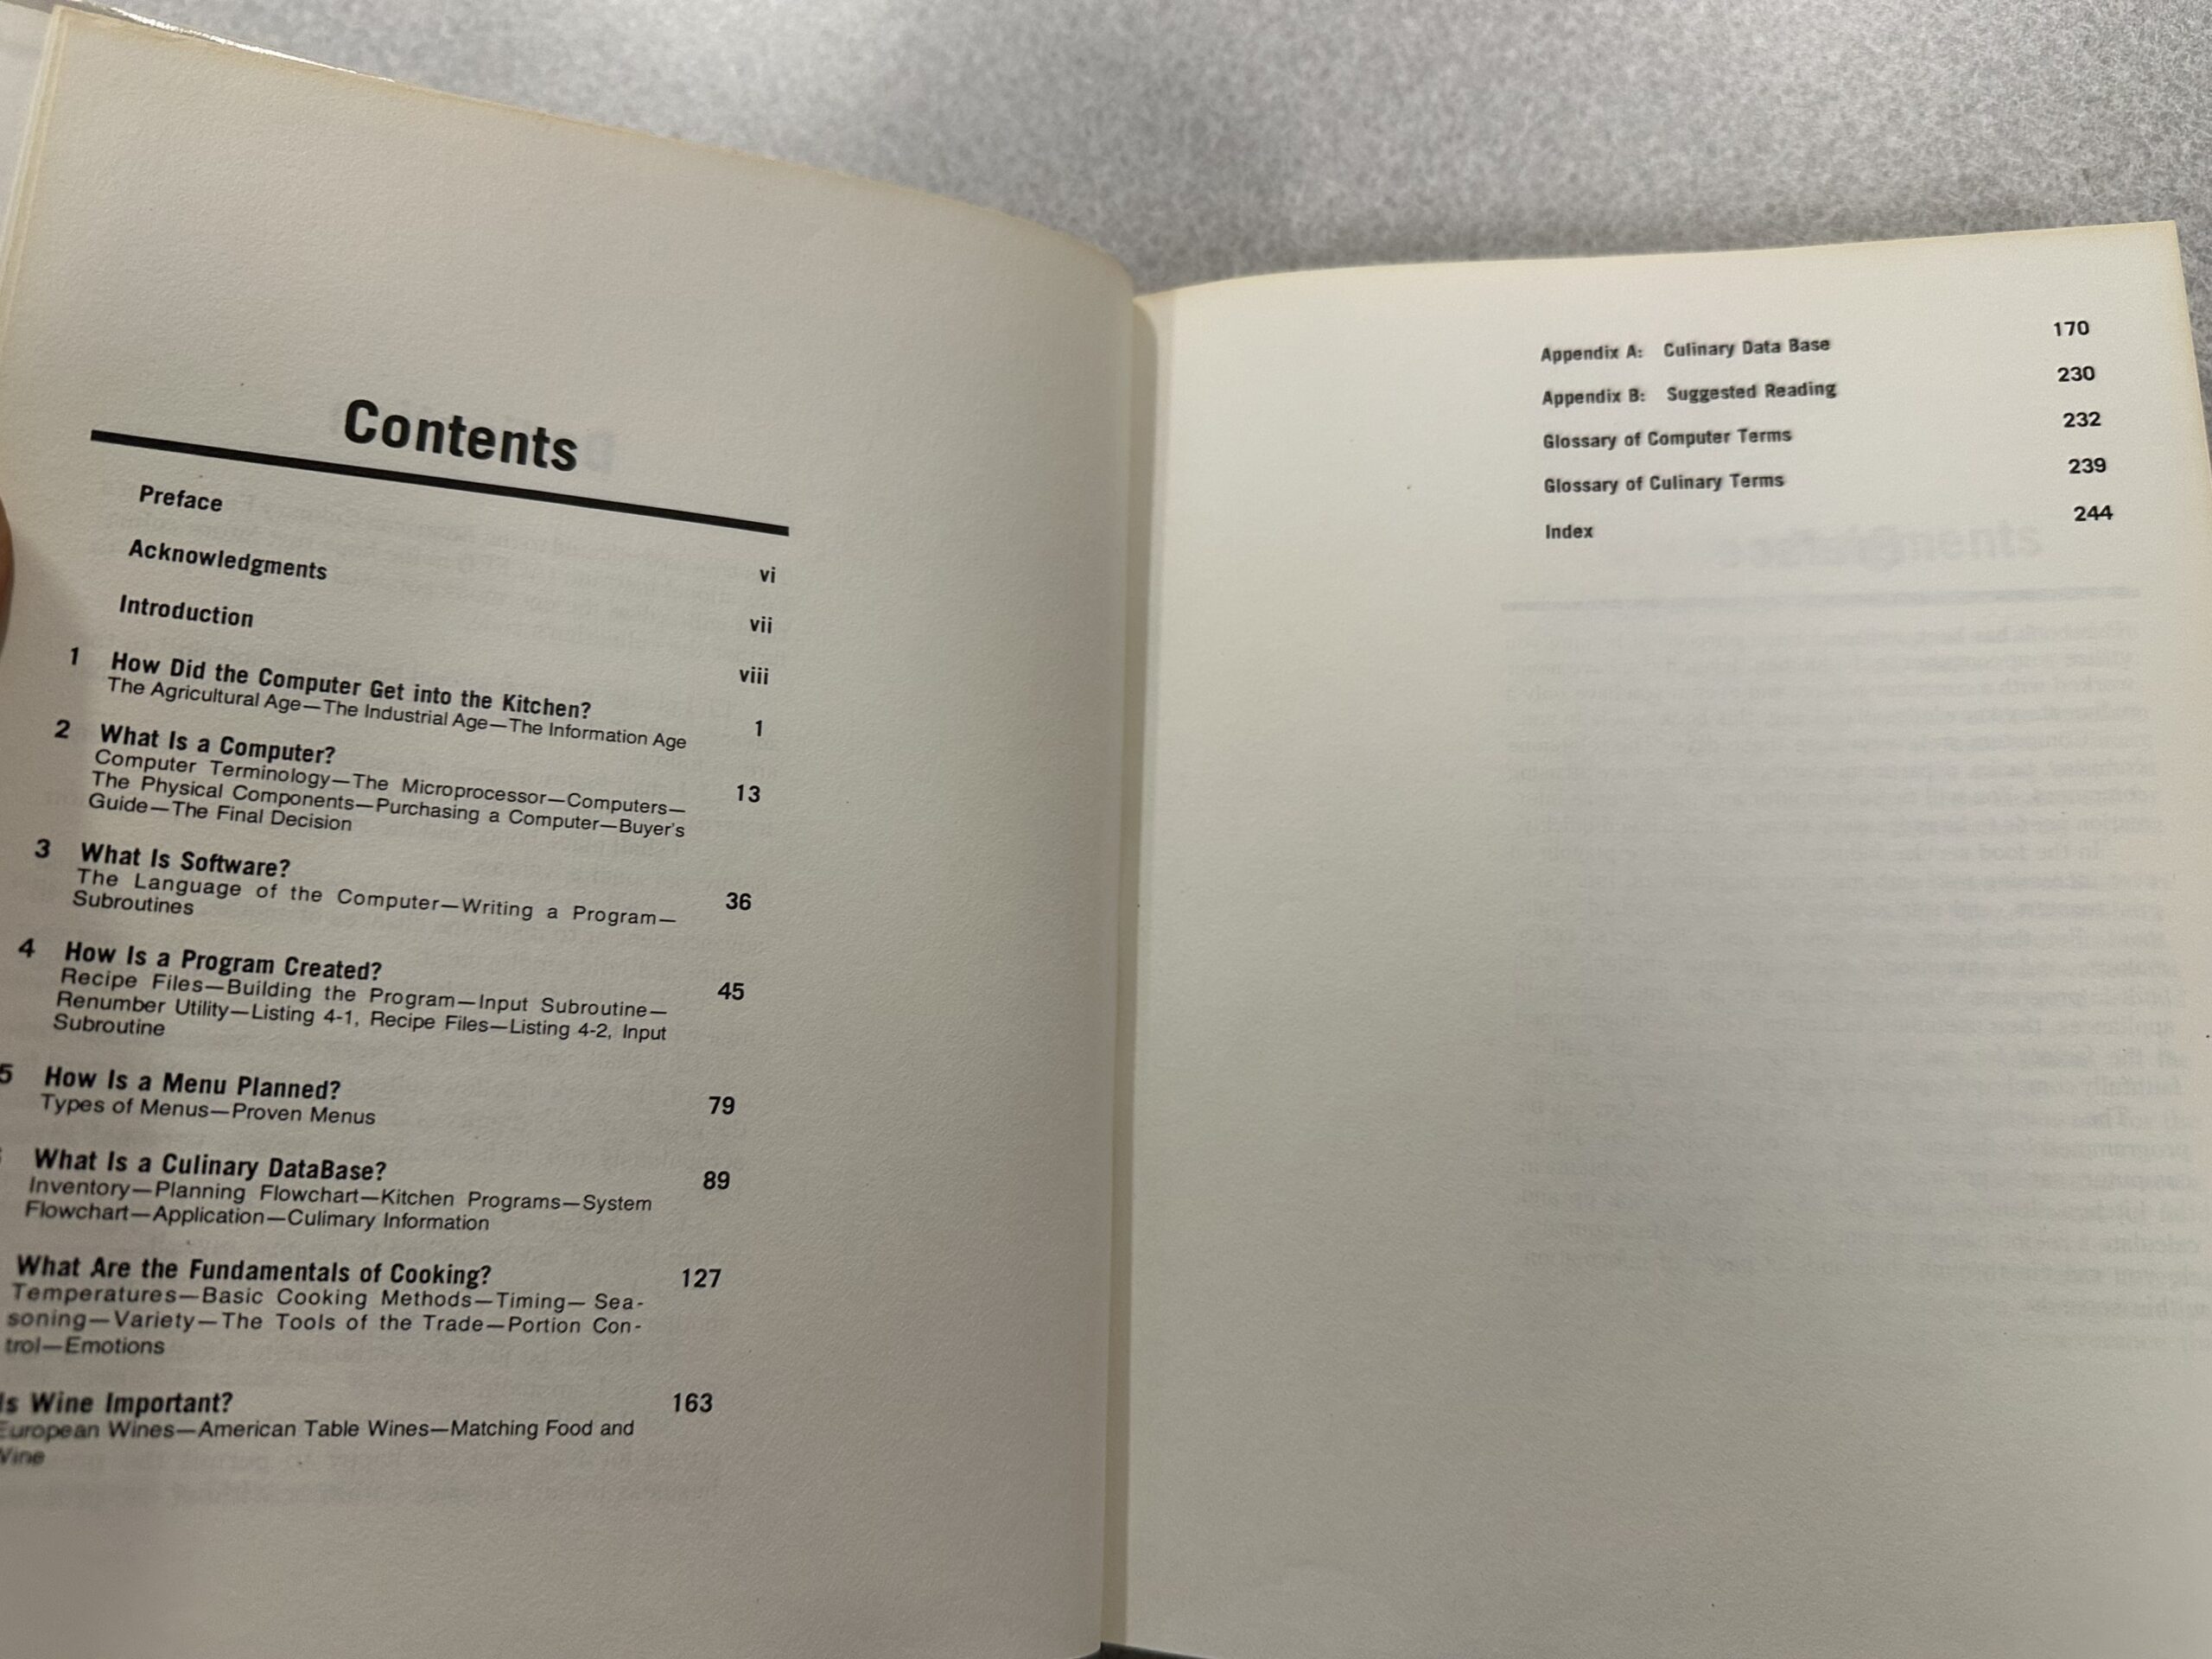 Contents
Preface vi
Acknowledgments vii
Introduction viii
1 How Did the Computer Get into the Kitchen? 1
The Agricultural Age—The Industrial Age—The Information Age
2 What Is a Computer? 13
Computer Terminology—The Microprocessor—Computers—
The Physical Components—Purchasing a Computer—Buyer's
Guide—The Final Decision
3 What Is Software? 36
The Language of the Computer—Writing a Program—
Subroutines
4 How Is a Program Created? 45
Recipe Files—Building the Program—Input Subroutine—
Renumber Utility—Listing 4-1, Recipe Files—Listing 4-2, Input
Subroutine
5 How Is a Menu Planned? 79
Types of Menus—Proven Menus
What Is a Culinary DataBase? 89
Inventory—Planning Flowchart—Kitchen Programs—System
Flowchart—Application—Culimary Information
What Are the Fundamentals of Cooking? 127
Temperatures—Basic Cooking Methods—Timing— Sea-
soning—Variety—The Tools of the Trade—Portion Con-
trol—Emotions
Is Wine Important? 163
European Wines—American Table Wines—Matching Food and
Wine
Appendix A: Culinary Data Base 170
Appendix B: Suggested Reading 230
Glossary of Computer Terms 232
Glossary of Culinary Terms 239
Index 244